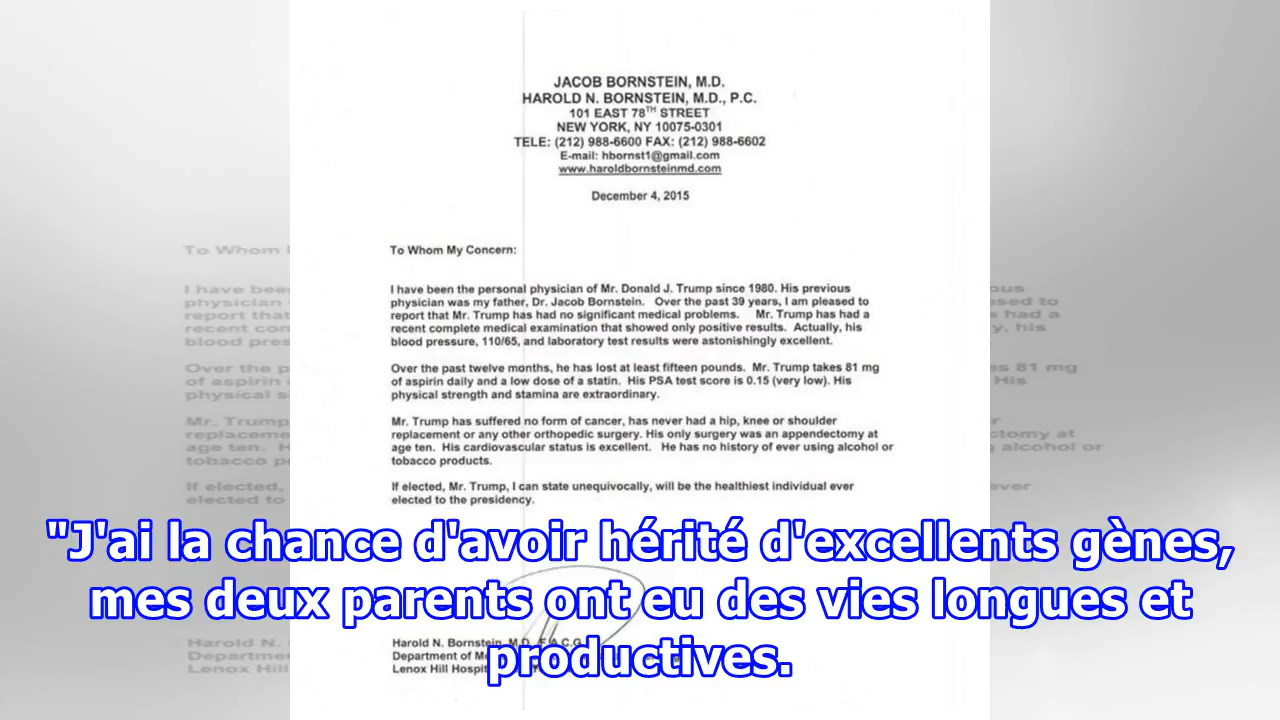 JACOB BORNSTEIN, M.D.
HAROLD N. BORNSTEIN, M.D., P.C.
101 EAST 78TH STREET
NEW YORK, NY 10075-0301
TELE: (212) 988-6600 FAX: (212) 988-6602
E-mail: hbornst1@gmail.com
www.haroldbornsteinmd.com
December 4, 2015
To Whom My Concern:
I have been the personal physician of Mr. Donald J. Trump since 1980. His previous
physician was my father, Dr. Jacob Bornstein. Over the past 39 years, I am pleased to
report that Mr. Trump has had no significant medical problems. Mr. Trump has had a
recent complete medical examination that showed only positive results. Actually, his
blood pressure, 110/65, and laboratory test results were astonishingly excellent.
Over the past twelve months, he has lost at least fifteen pounds. Mr. Trump takes 81 mg
of aspirin daily and a low dose of a statin. His PSA test score is 0.15 (very low). His
physical strength and stamina are extraordinary.
Mr. Trump has suffered no form of cancer, has never had a hip, knee or shoulder
replacement or any other orthopedic surgery. His only surgery was an appendectomy at
age ten. His cardiovascular status is excellent. He has no history of ever using alcohol or
tobacco products.
If elected, Mr. Trump, I can state unequivocally, will be the healthiest individual ever
elected to the presidency.
"J'ai la chance d'avoir hérité d'excellents gènes,
mes deux parents ont eu des vies longues et
productives.
Harold N. Bornstein, M.D., F.A.C.G.
Department of
Lenox Hill